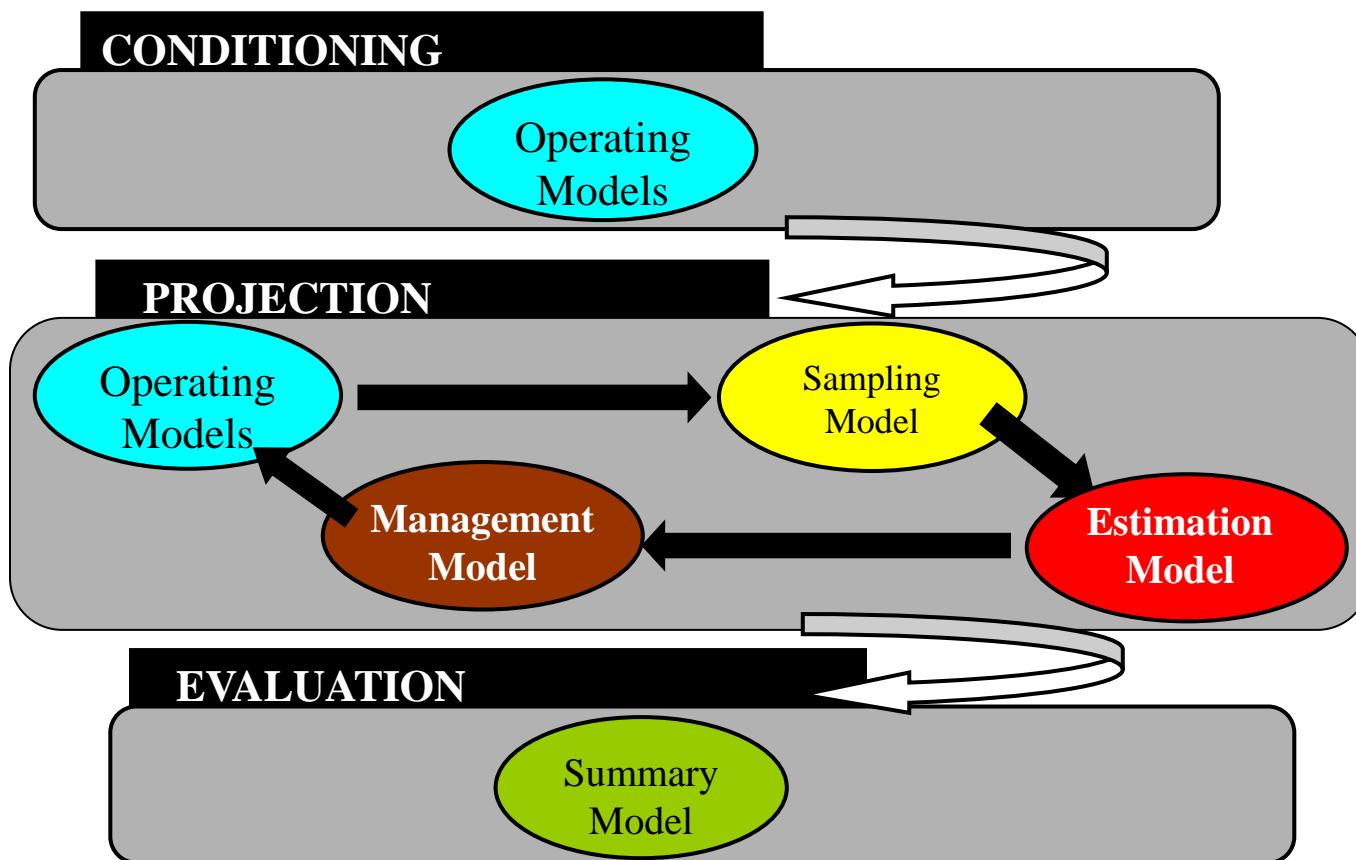 CONDITIONING
Operating
Models
PROJECTION
Operating
Models
Sampling
Model
Management
Model
Estimation
Model
EVALUATION
Summary
Model